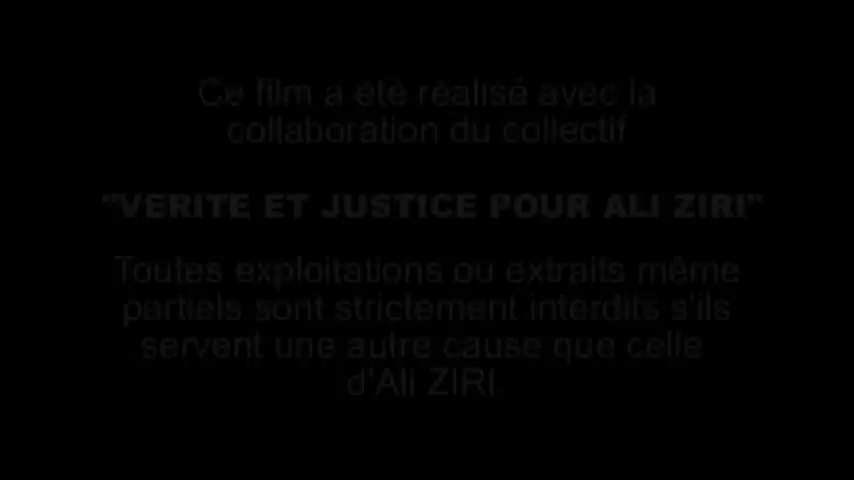 Ce film a été réalisé avec la
collaboration du collectif
"VERITE ET JUSTICE POUR ALI ZIRI"
Toutes exploitations ou extraits même
partiels sont strictement interdits s'ils
servent une autre cause que celle
d'Ali ZIRI.